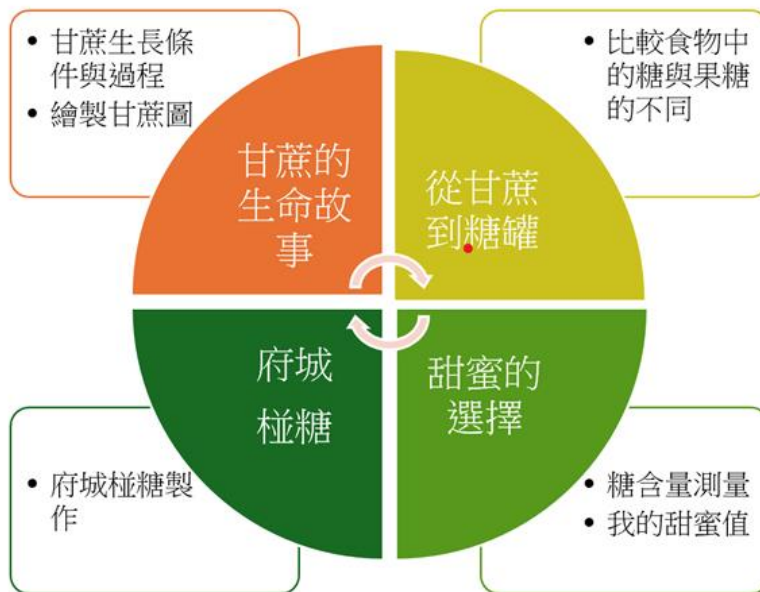 • 甘蔗生長條
件與過程
• 繪製甘蔗圖
甘蔗的
生命故
事
• 比較食物中
的糖與果糖
的不同
從甘蔗
到糖罐
府城
椪糖
• 府城椪糖製
作
甜蜜的
選擇
• 糖含量測量
• 我的甜蜜值